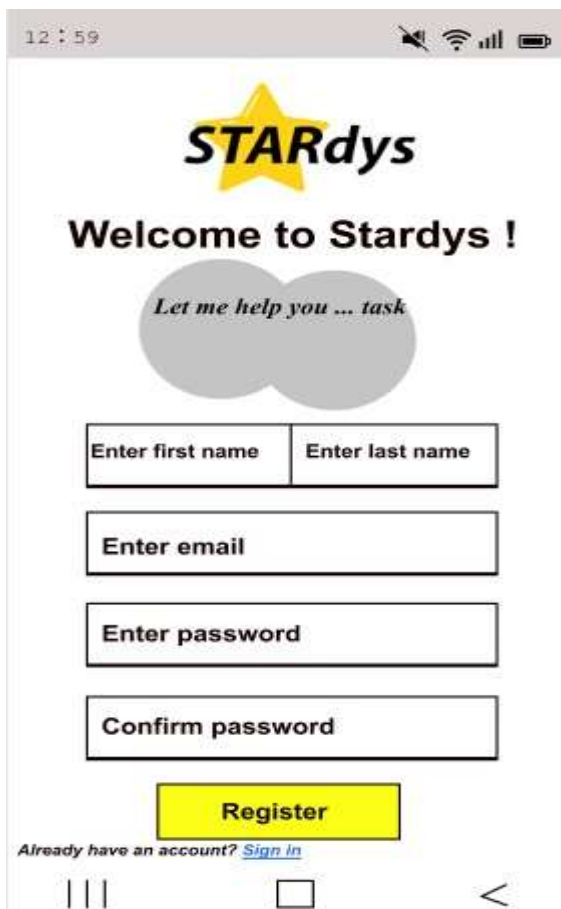 12:59
STARdys
Welcome to Stardys !
Let me help you ... task
Enter first name Enter last name
Enter email
Enter password
Confirm password
Register
Already have an account? Sign in